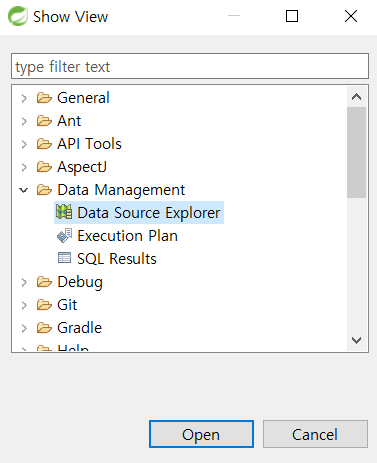 Show View
type filter text
General
Ant
API Tools
AspectJ
Data Management
Data Source Explorer
Execution Plan
SQL Results
Debug
Git
Gradle
Help
Open
Cancel